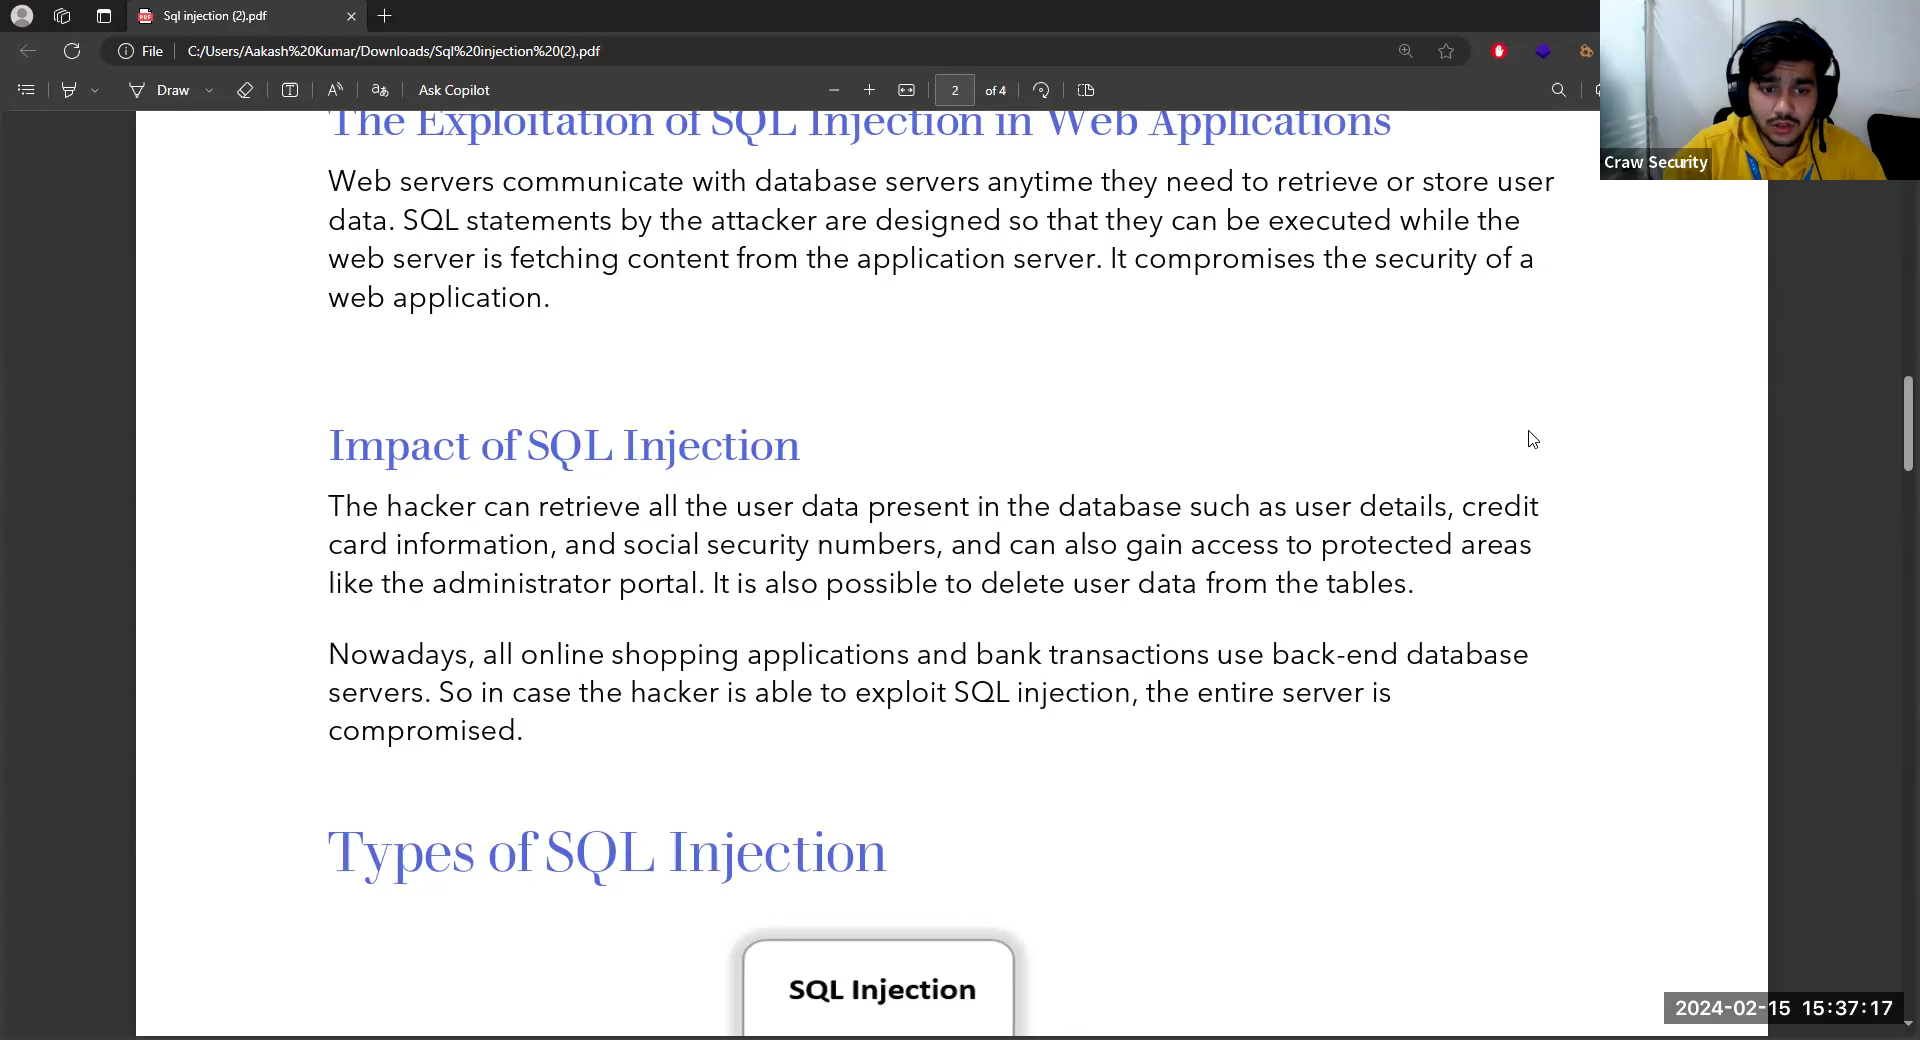 Sql injection (2).pdf
File
C:/Users/Aakash%20Kumar/Downloads/Sql%20injection%20(2).pdf
Draw
Ask Copilot
2 of 4
Craw Security
The Exploitation of SQL Injection in Web Applications
Web servers communicate with database servers anytime they need to retrieve or store user
data. SQL statements by the attacker are designed so that they can be executed while the
web server is fetching content from the application server. It compromises the security of a
web application.
Impact of SQL Injection
The hacker can retrieve all the user data present in the database such as user details, credit
card information, and social security numbers, and can also gain access to protected areas
like the administrator portal. It is also possible to delete user data from the tables.
Nowadays, all online shopping applications and bank transactions use back-end database
servers. So in case the hacker is able to exploit SQL injection, the entire server is
compromised.
Types of SQL Injection
SQL Injection
2024-02-15 15:37:17